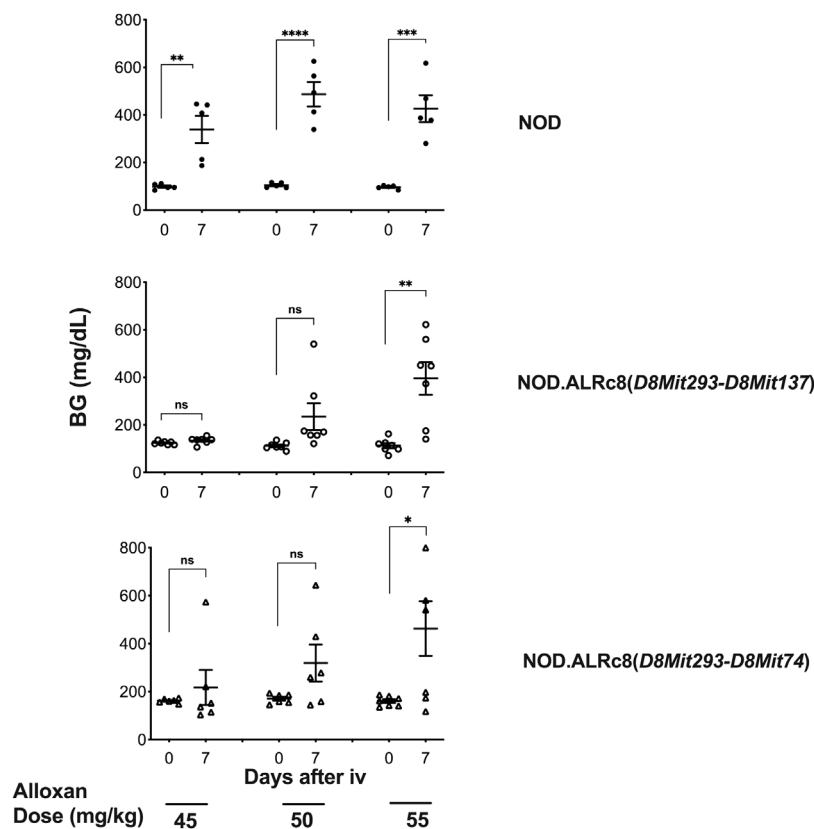 800
600
400
200
0
**
****
***
0 7 0 7 0 7
NOD
800
600
400
200
0
ns
ns
**
0 7 0 7 0 7
NOD.ALRc8(D8Mit293-D8Mit137)
BG (mg/dL)
800
600
400
200
0
ns
ns
*
0 7 0 7 0 7
NOD.ALRc8(D8Mit293-D8Mit74)
Days after iv
Alloxan
Dose (mg/kg) 45 50 55